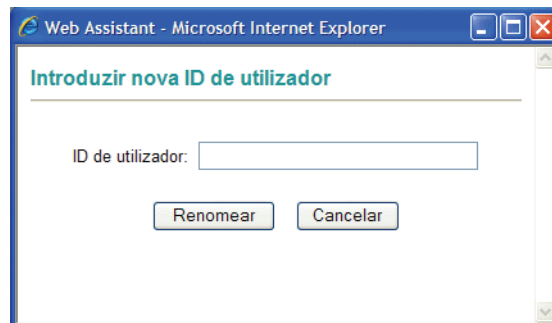 Web Assistant - Microsoft Internet Explorer
Introduzir nova ID de utilizador
ID de utilizador:
Renomear Cancelar